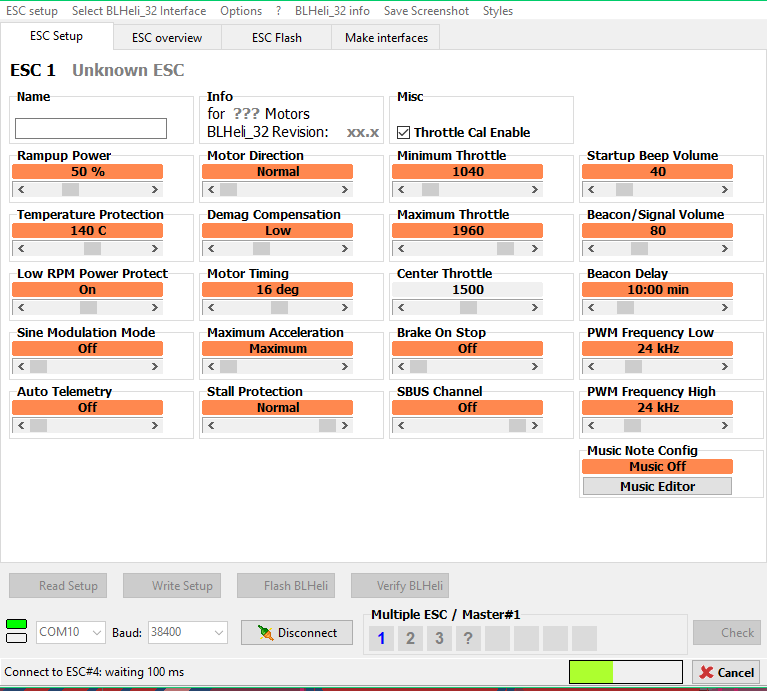 ESC setup Select BLHeli_32 Interface Options ? BLHeli_32 info Save Screenshot Styles
ESC Setup ESC overview ESC Flash Make interfaces
ESC 1 Unknown ESC
Name Info Misc
for ??? Motors
BLHeli_32 Revision: xx.x Throttle Cal Enable
Rampup Power Motor Direction Minimum Throttle Startup Beep Volume
50 % Normal 1040 40
Temperature Protection Demag Compensation Maximum Throttle Beacon/Signal Volume
140 C Low 1960 80
Low RPM Power Protect Motor Timing Center Throttle Beacon Delay
On 16 deg 1500 10:00 min
Sine Modulation Mode Maximum Acceleration Brake On Stop PWM Frequency Low
Off Maximum Off 24 kHz
Auto Telemetry Stall Protection SBUS Channel PWM Frequency High
Off Normal Off 24 kHz
Music Note Config
Music Off
Music Editor
Read Setup Write Setup Flash BLHeli Verify BLHeli
Multiple ESC / Master#1
COM10 Baud: 38400 Disconnect 1 2 3 ? Check
Connect to ESC#4: waiting 100 ms Cancel